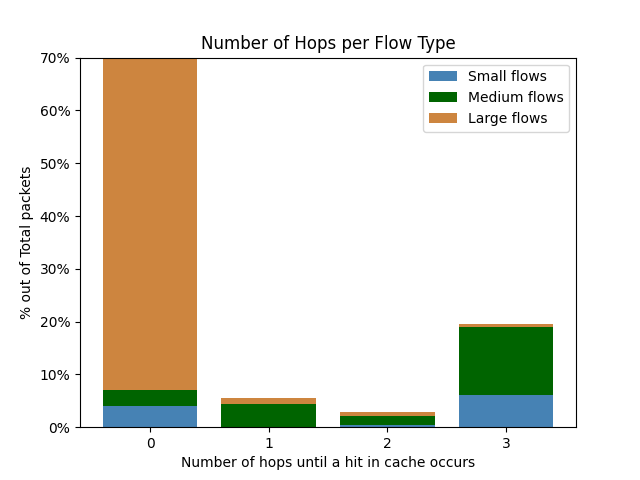 Number of Hops per Flow Type
70%
60%
50%
40%
30%
20%
10%
0%
% out of Total packets
Small flows
Medium flows
Large flows
0 1 2 3
Number of hops until a hit in cache occurs